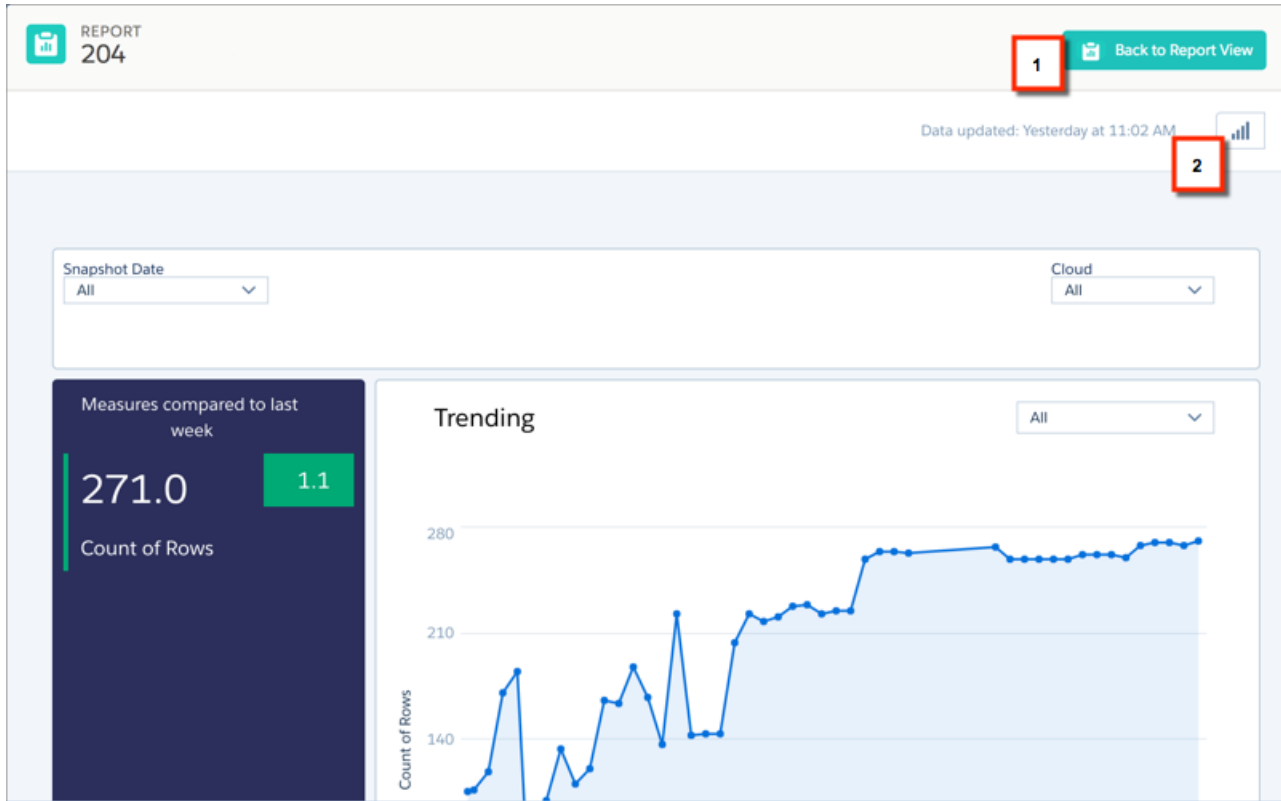 REPORT
204
1
Back to Report View
Data updated: Yesterday at 11:02 AM
2
Snapshot Date
All
Cloud
All
Measures compared to last
week
271.0
1.1
Count of Rows
Trending
All
280
210
140
Count of Rows